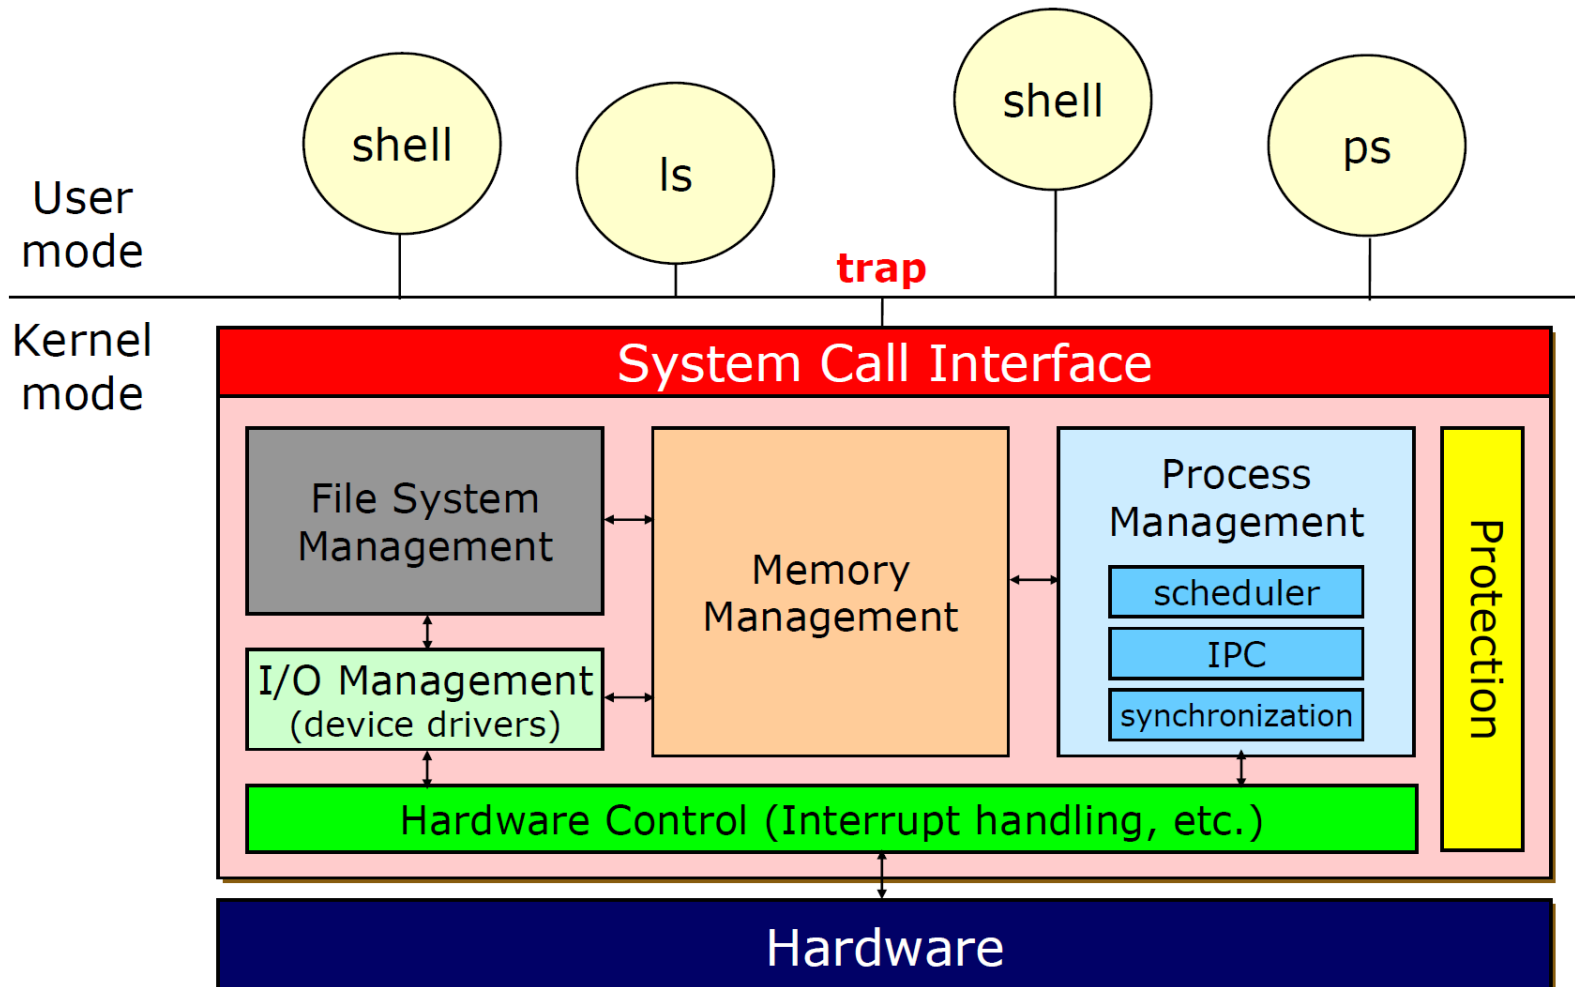 shell
ls
shell
ps
User
mode
trap
Kernel
mode
System Call Interface
File System
Management
Memory
Management
Process
Management
scheduler
IPC
synchronization
Protection
I/O Management
(device drivers)
Hardware Control (Interrupt handling, etc.)
Hardware